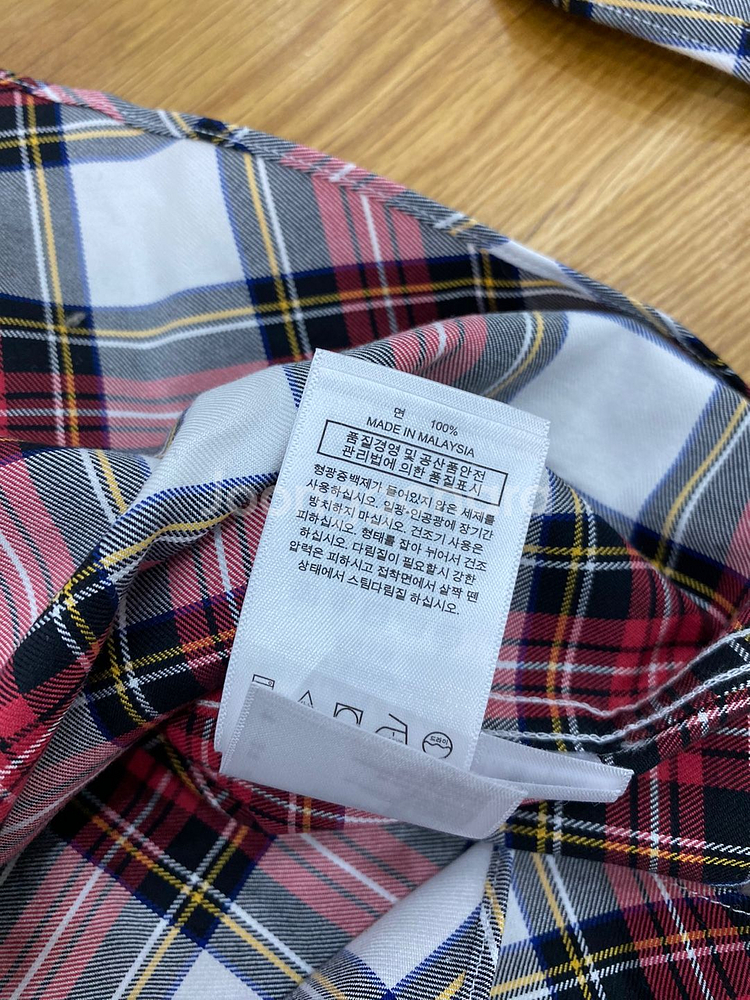 면 100%
MADE IN MALAYSIA
품질경영 및 공산품안전
관리법에 의한 품질표시
형광증백제가 들어있지 않은 세제를
사용하십시오. 일광·인공광에 장기간
방치하지 마십시오. 건조기 사용은
피하십시오. 형태를 잡아 뉘어서 건조
하십시오. 다림질이 필요할시 강한
압력은 피하시고 접착면에서 살짝 뗀
상태에서 스팀다림질 하십시오.
드라이